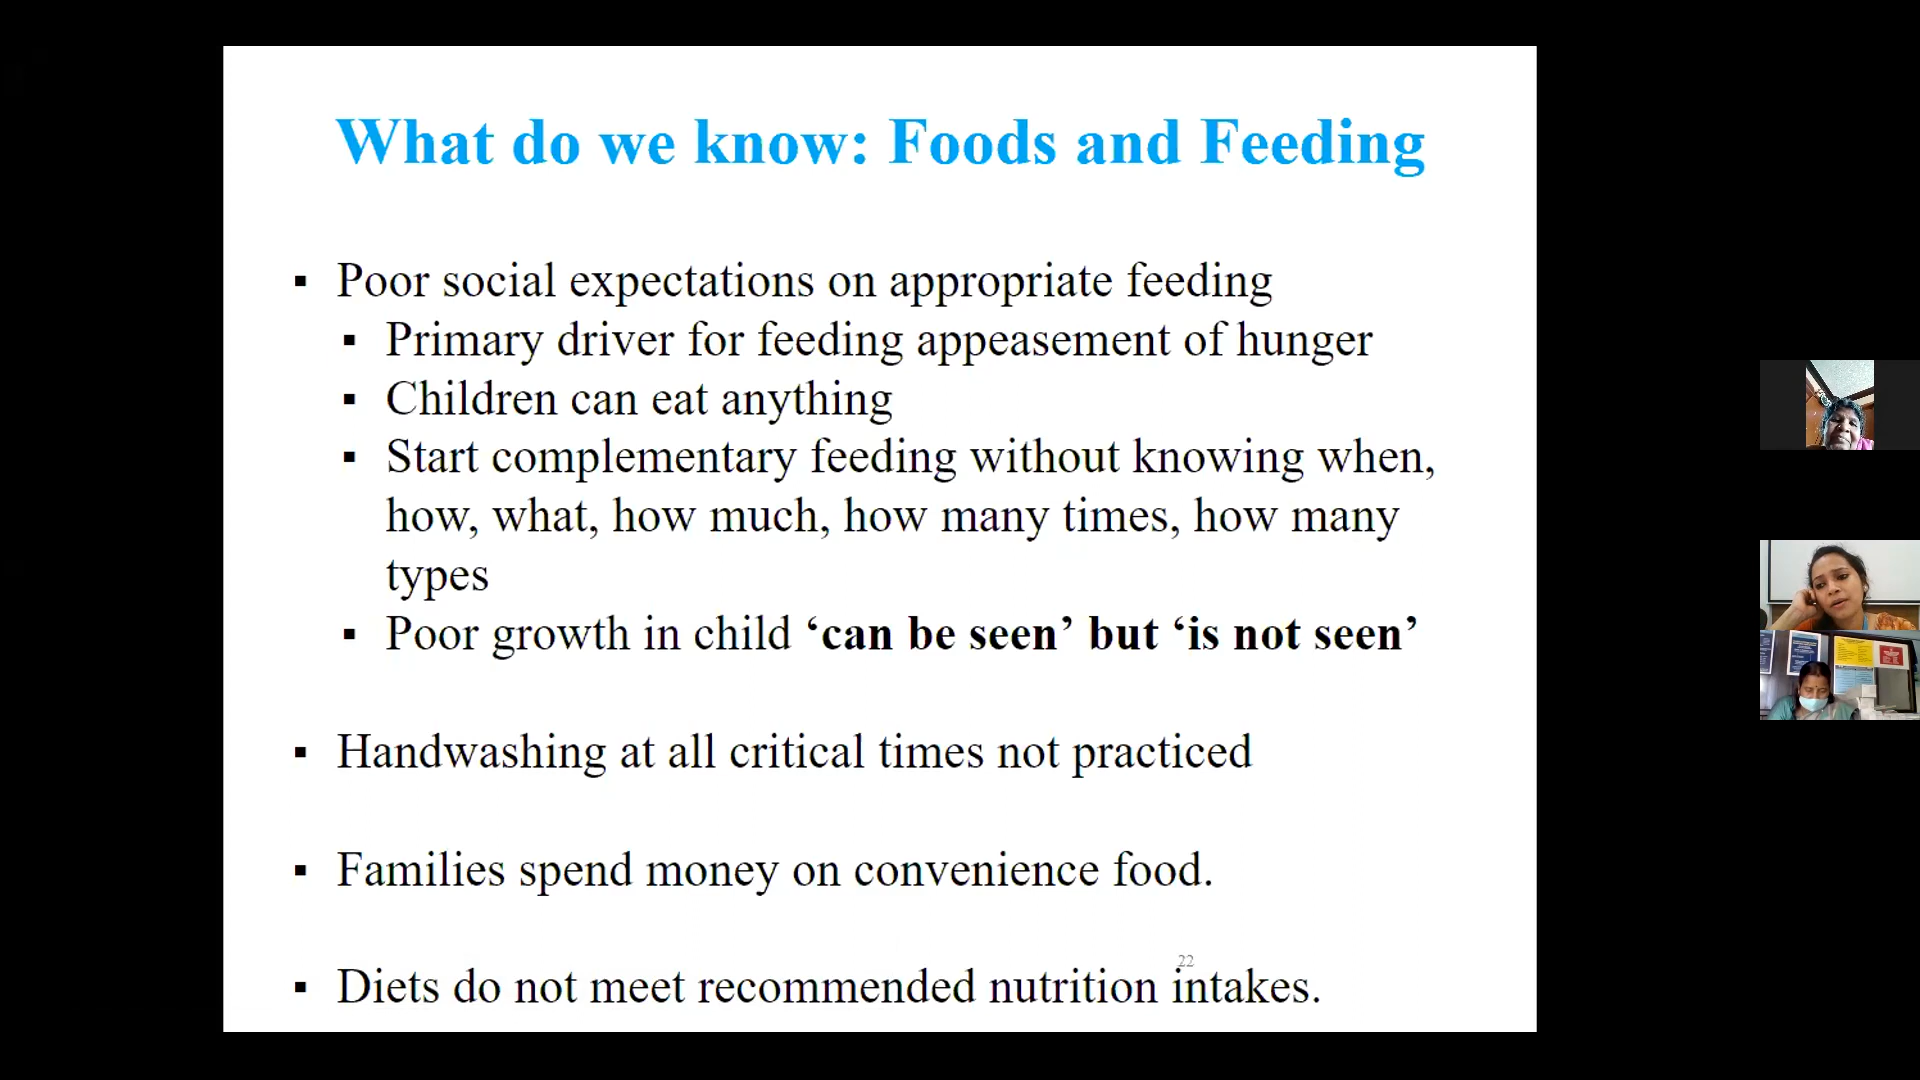 What do we know: Foods and Feeding
▪ Poor social expectations on appropriate feeding
▪ Primary driver for feeding appeasement of hunger
▪ Children can eat anything
▪ Start complementary feeding without knowing when,
how, what, how much, how many times, how many
types
▪ Poor growth in child ‘can be seen’ but ‘is not seen’
▪ Handwashing at all critical times not practiced
▪ Families spend money on convenience food.
22
▪ Diets do not meet recommended nutrition intakes.